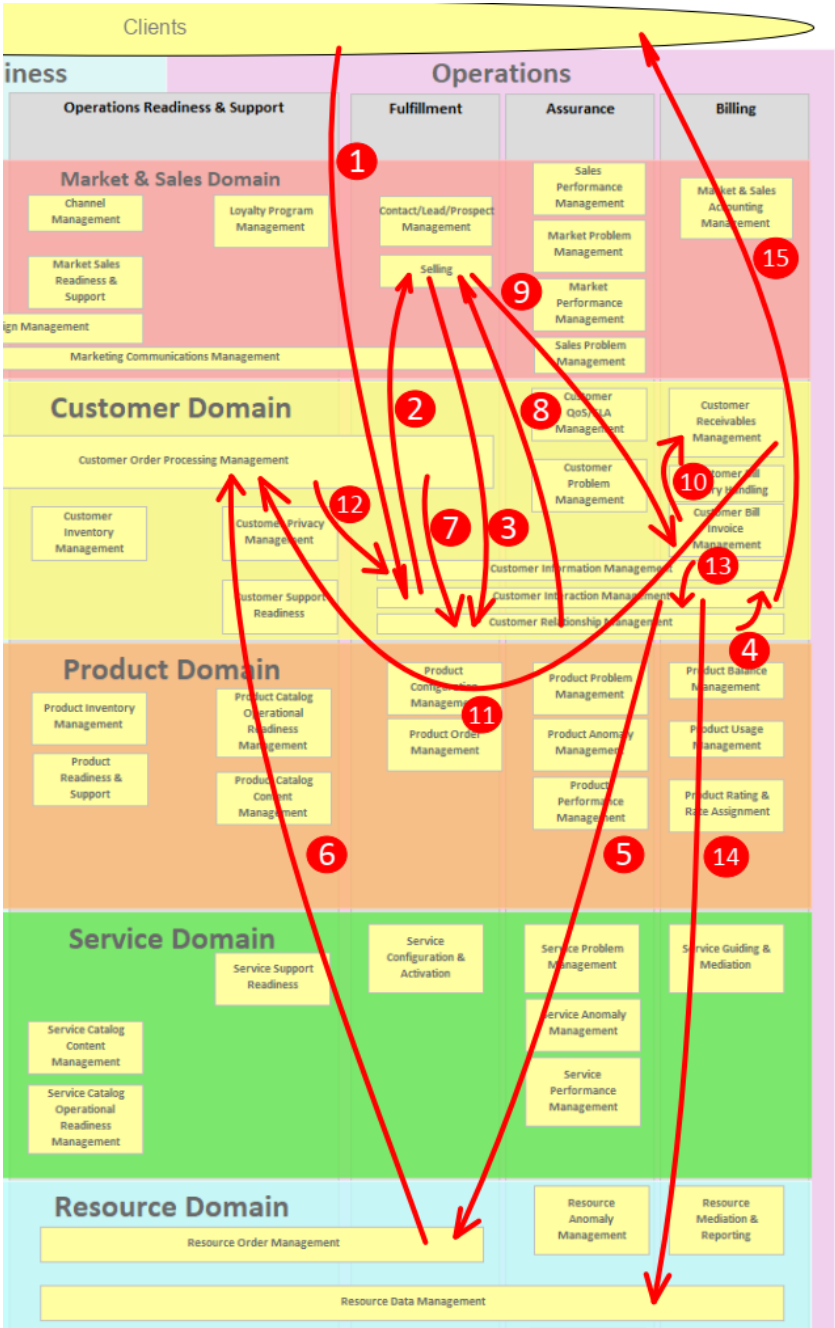 Clients
iness
Operations
Operations Readiness & Support
Fulfillment
Assurance
Billing
Market & Sales Domain
Channel
Management
Loyalty Program
Management
Contact/Lead/Prospect
Management
Sales
Performance
Management
Market & Sales
Accounting
Management
1
Market Sales
Readiness &
Support
Selling
Market Problem
Management
15
9
Market
Performance
Management
ign Management
Sales Problem
Management
Marketing Communications Management
Customer Domain
Customer
Management
Customer
Receivables
Management
2
8
Customer Order Processing Management
Customer
Problem
Management
10
Customer Bill
Handling
12
7
3
Customer
Inventory
Management
Customer Privacy
Management
Customer Bill
Invoice
Management
Customer Information Management
13
Customer Support
Readiness
Customer Interaction Management
Customer Relationship Management
4
Product Domain
Product
Configuration
Management
Product Problem
Management
Product Balance
Management
Product Inventory
Management
Product Catalog
Operational
Readiness
Management
11
Product Order
Management
Product Anomaly
Management
Product Usage
Management
Product
Readiness &
Support
Product Catalog
Content
Management
Product
Performance
Management
Product Rating &
Rate Assignment
6
5
14
Service Domain
Service Support
Readiness
Service
Configuration &
Activation
Service Problem
Management
Service Guiding &
Mediation
Service Catalog
Content
Management
Service Anomaly
Management
Service Catalog
Operational
Readiness
Management
Service
Performance
Management
Resource Domain
Resource
Anomaly
Management
Resource
Mediation &
Reporting
Resource Order Management
Resource Data Management